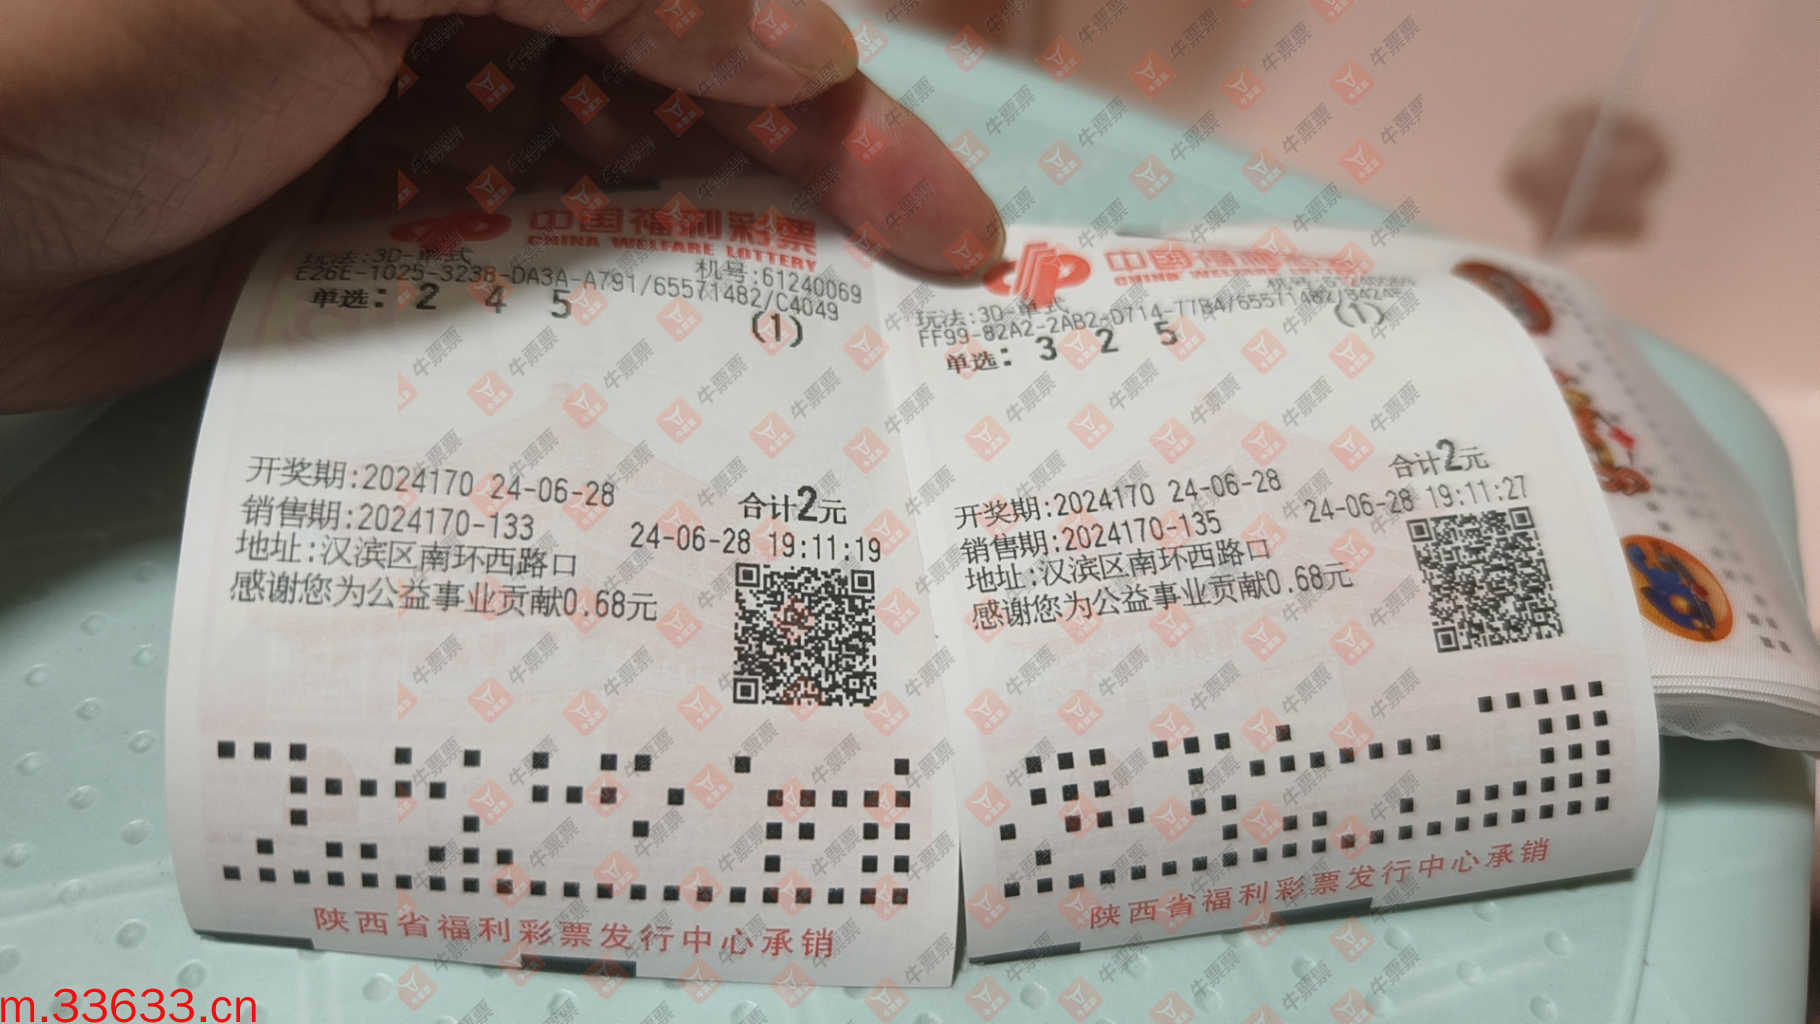 中国福利彩票
CHINA WELFARE LOTTERY
玩法:3D-单式
机号:61240069
E26E-1025-3238-DA3A-A791/65571482/C4049
单选: 2 4 5
(1)
开奖期:2024170 24-06-28
合计2元
销售期:2024170-133
24-06-28 19:11:19
地址:汉滨区南环西路口
感谢您为公益事业贡献0.68元
陕西省福利彩票发行中心承销
中国福利彩票
CHINA WELFARE
玩法:3D-单式
FF99-82A2-2AB2-D714-77B4/65571482/
单选: 3 2 5
(1)
合计2元
开奖期:2024170 24-06-28
24-06-28 19:11:27
销售期:2024170-135
地址:汉滨区南环西路口
感谢您为公益事业贡献0.68元
陕西省福利彩票发行中心承销
牛票票
m.33633.cn